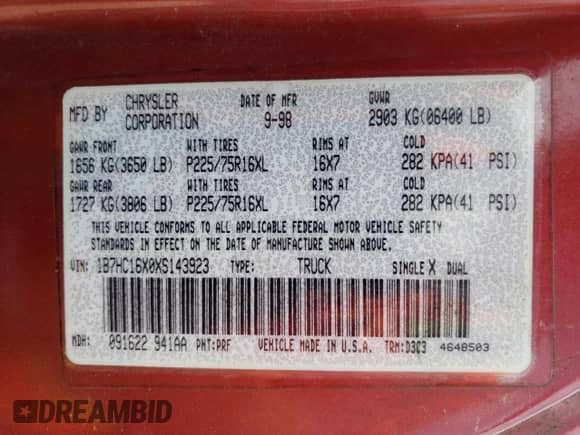 MFD BY CHRYSLER CORPORATION DATE OF MFR 9-98 GVWR 2903 KG(06400 LB)
GAWR FRONT WITH TIRES RIMS AT COLD
1656 KG(3650 LB) P225/75R16XL 16X7 282 KPA(41 PSI)
GAWR REAR WITH TIRES RIMS AT COLD
1727 KG(3806 LB) P225/75R16XL 16X7 282 KPA(41 PSI)
THIS VEHICLE CONFORMS TO ALL APPLICABLE FEDERAL MOTOR VEHICLE SAFETY
STANDARDS IN EFFECT ON THE DATE OF MANUFACTURE SHOWN ABOVE.
VIN: 1B7HC16X0XS143923 TYPE: TRUCK SINGLE X DUAL
MDH: 091622 941AA PNT:PRF VEHICLE MADE IN U.S.A. TRM:D3C3 4648503
DREAMBID